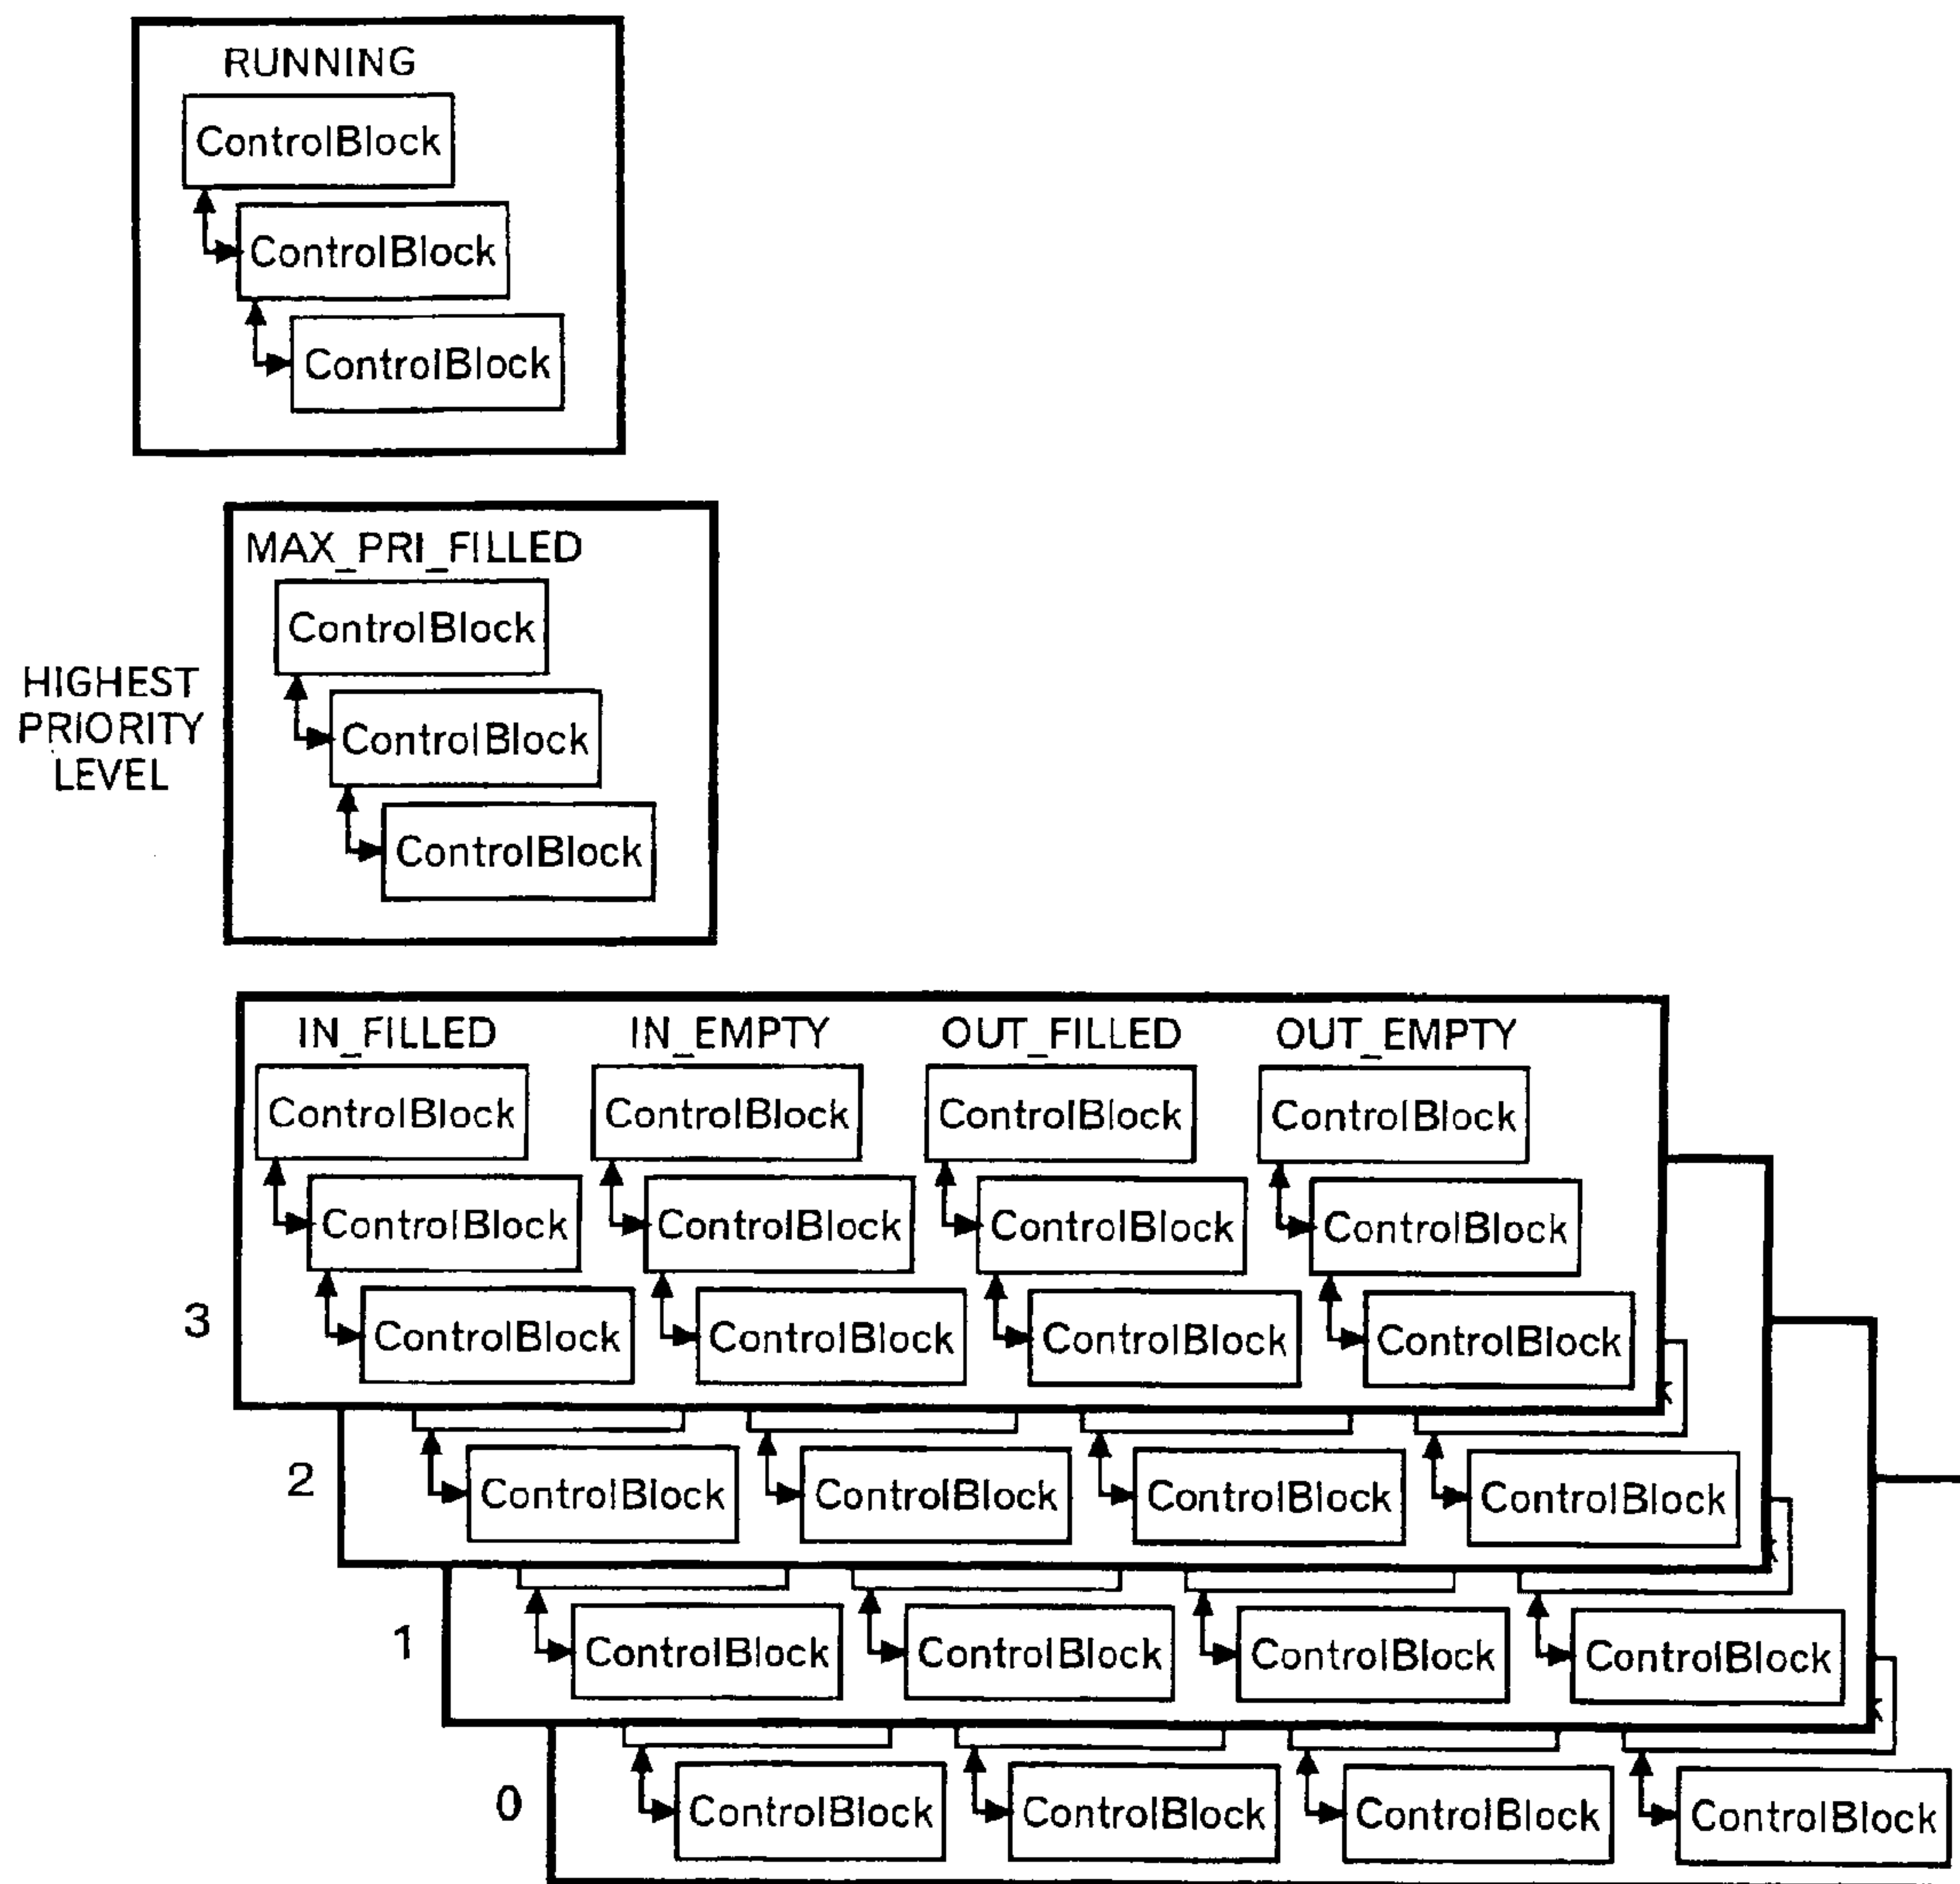 RUNNING
ControlBlock
ControlBlock
ControlBlock
MAX_PRI_FILLED
ControlBlock
ControlBlock
ControlBlock
HIGHEST
PRIORITY
LEVEL
IN_FILLED IN_EMPTY OUT_FILLED OUT_EMPTY
ControlBlock ControlBlock ControlBlock ControlBlock
ControlBlock ControlBlock ControlBlock ControlBlock
3 ControlBlock ControlBlock ControlBlock ControlBlock
2 ControlBlock ControlBlock ControlBlock ControlBlock
1 ControlBlock ControlBlock ControlBlock ControlBlock
0 ControlBlock ControlBlock ControlBlock ControlBlock